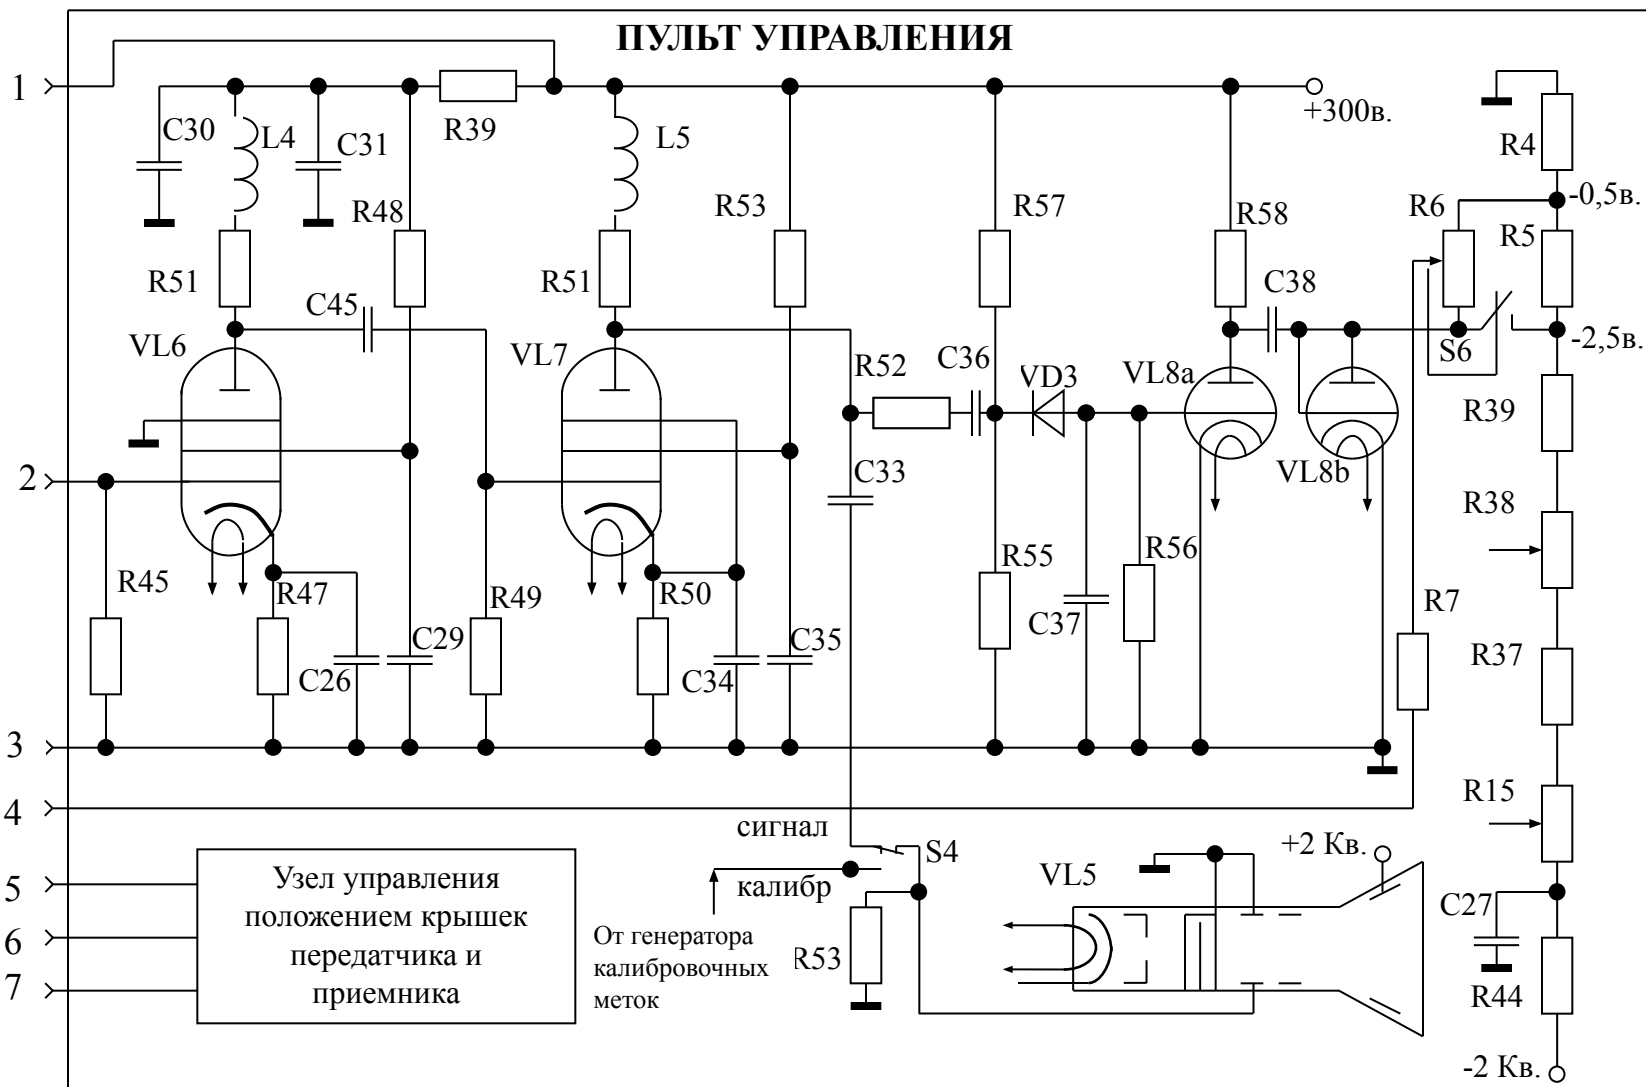 ПУЛЬТ УПРАВЛЕНИЯ
1
+300в.
C30
L4
C31
R39
L5
R4
R48
R53
R57
R58
R6
-0,5в.
R5
R51
C45
R51
C38
VL6
VL7
R52
C36
VD3
VL8a
S6
-2,5в.
R39
2
C33
VL8b
R38
R45
R47
R49
R50
R55
R56
R7
C26
C29
C34
C35
C37
R37
3
4
R15
сигнал
S4
+2 Кв.
VL5
калибр
C27
5
6
7
Узел управления
положением крышек
передатчика и
приемника
От генератора
калибровочных
меток
R53
R44
-2 Кв.